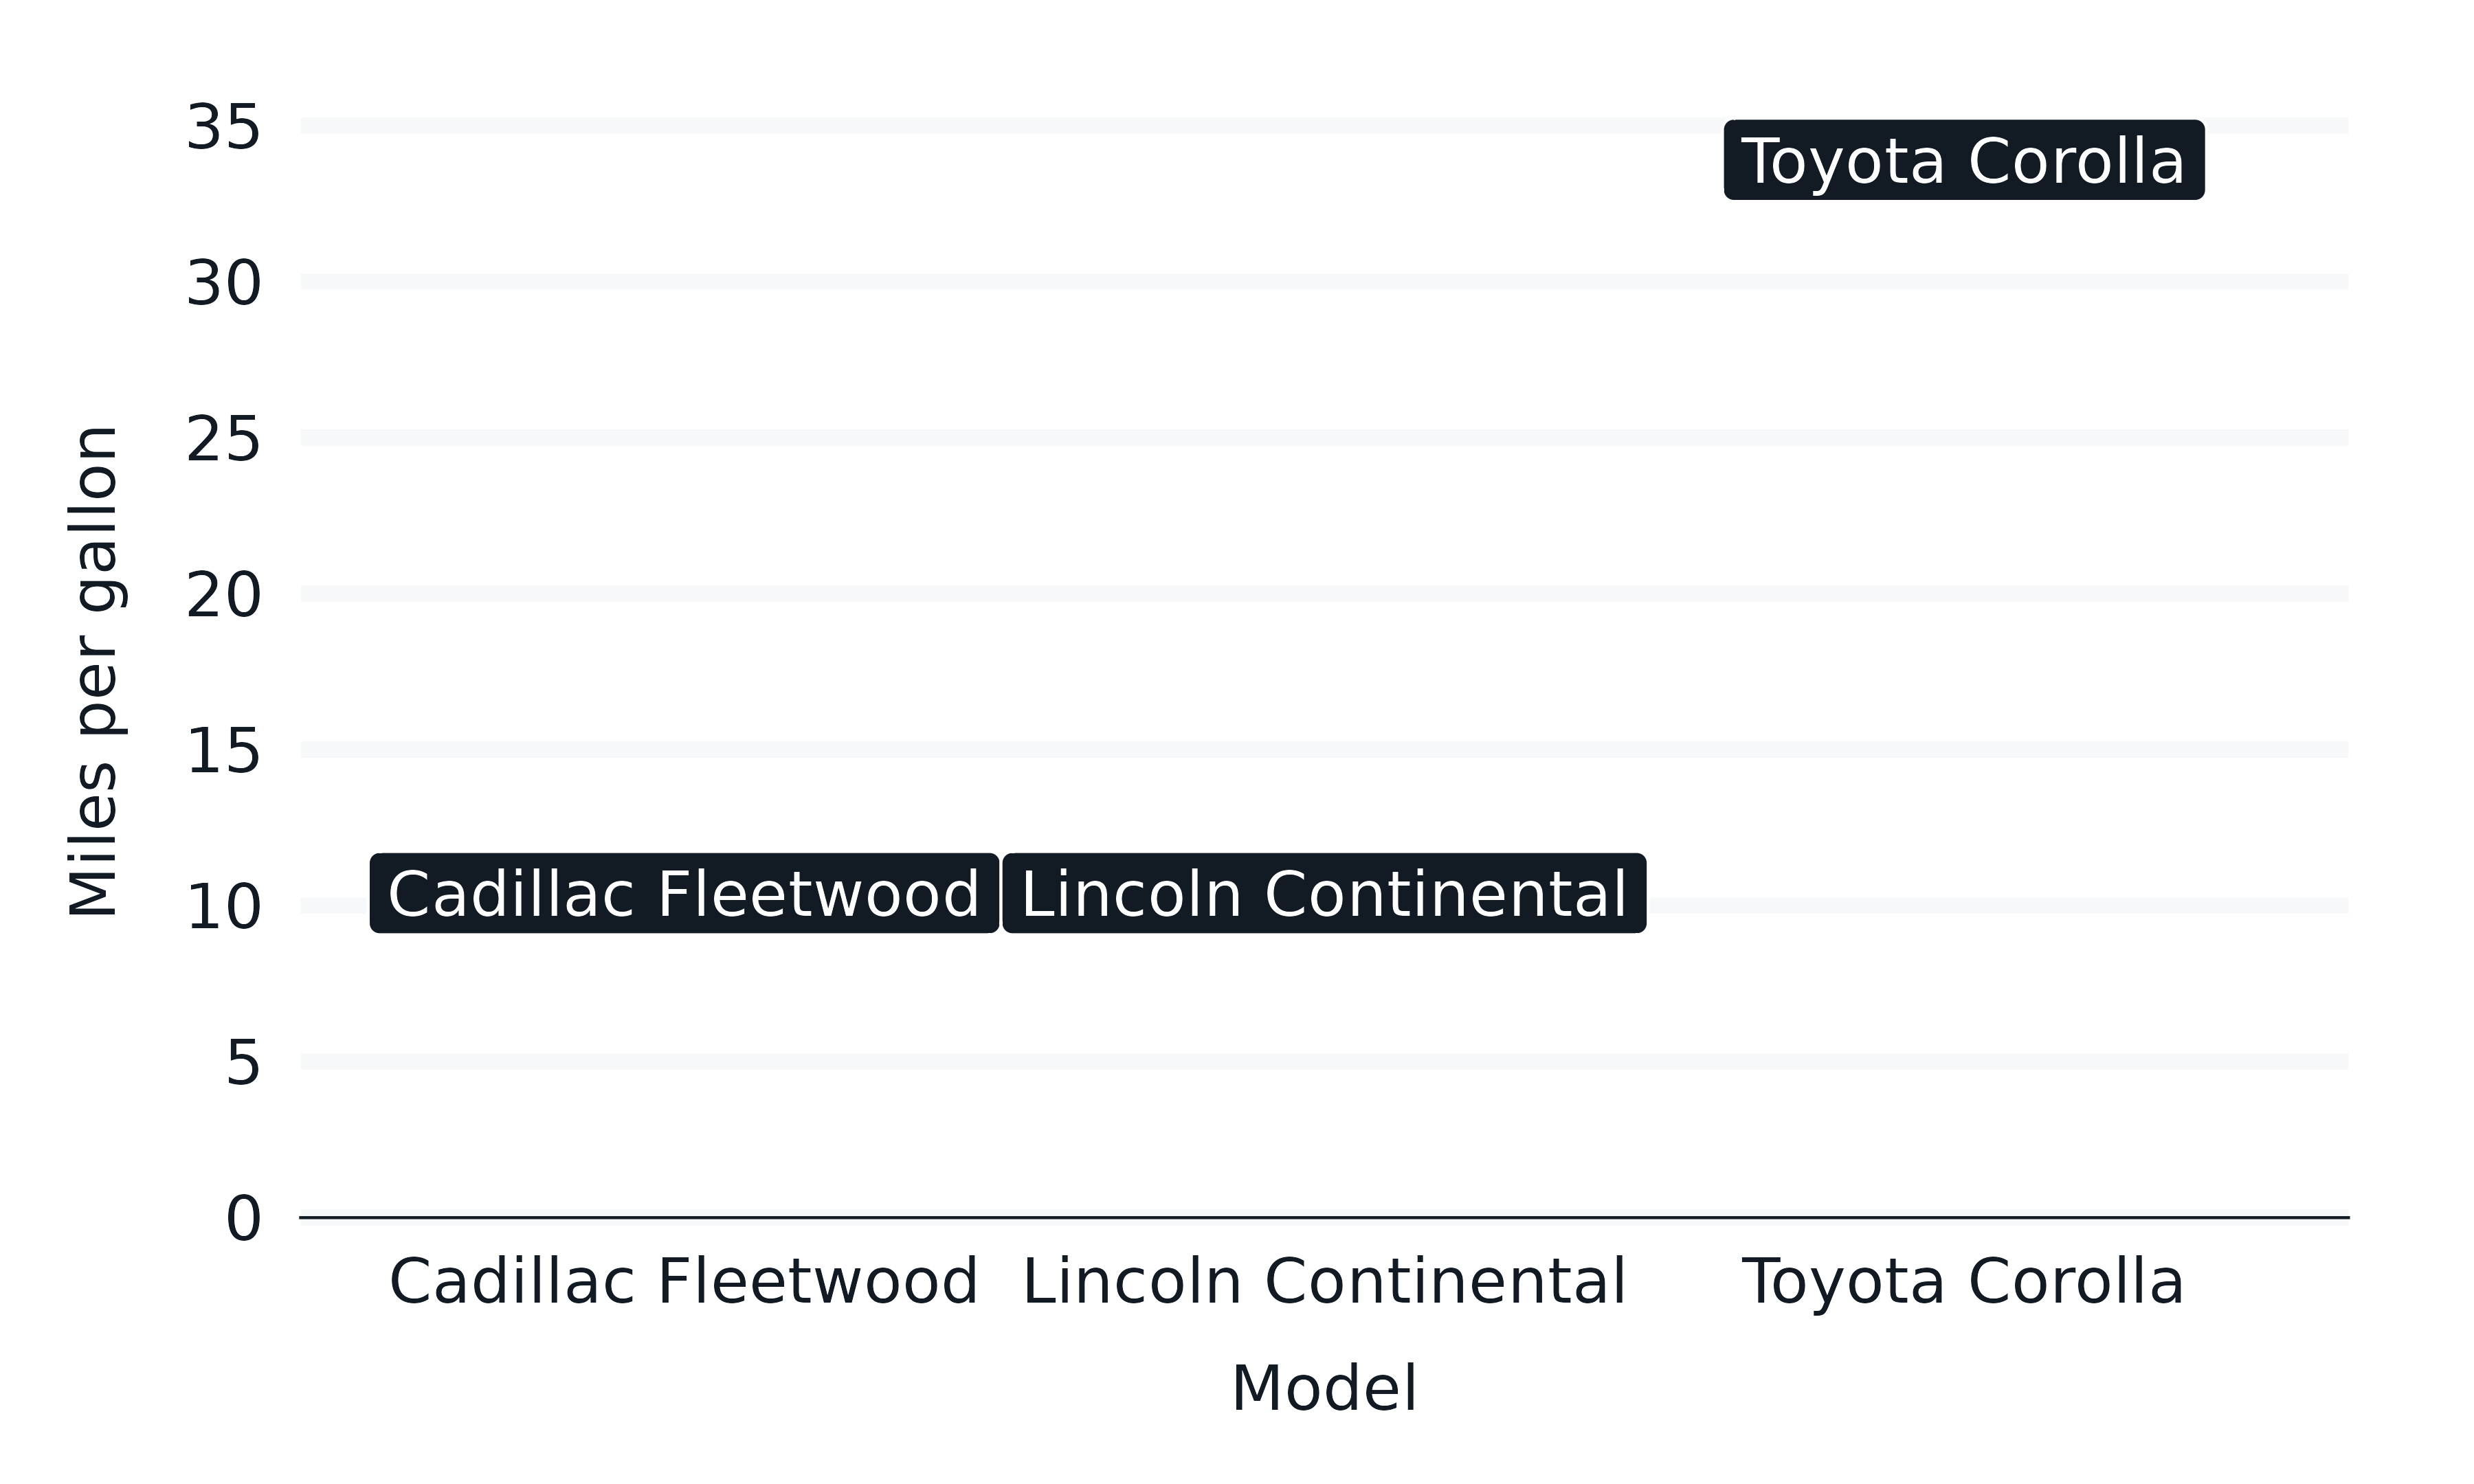 35
Toyota Corolla
30
25
20
15
10
Cadillac Fleetwood
Lincoln Continental
5
0
Miles per gallon
Cadillac Fleetwood
Lincoln Continental
Toyota Corolla
Model